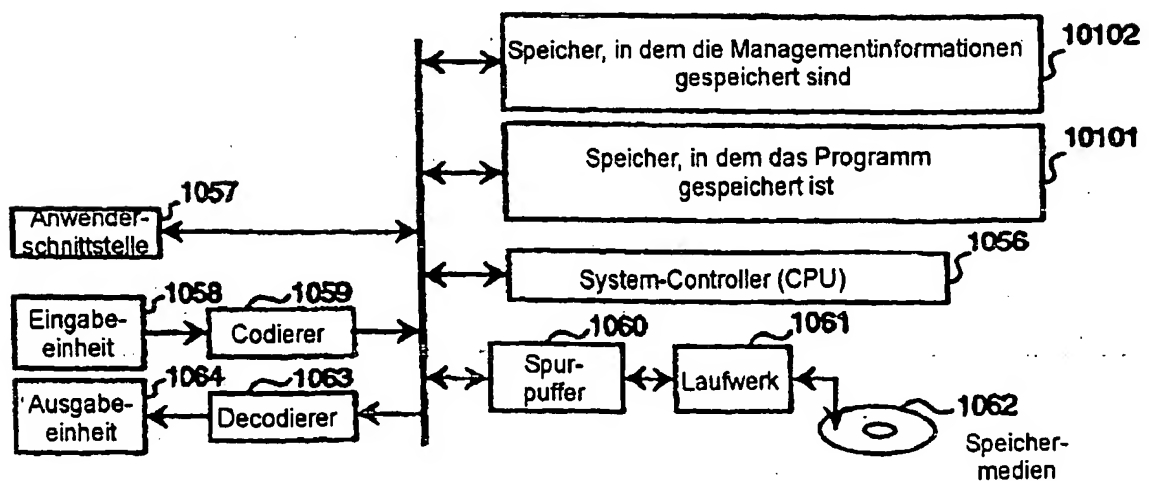 Speicher, in dem die Managementinformationen
gespeichert sind
10102
Speicher, in dem das Programm
gespeichert ist
10101
Anwender-
schnittstelle
1057
System-Controller (CPU)
1056
Eingabe-
einheit
1058
Codierer
1059
Spur-
puffer
1060
Laufwerk
1061
Ausgabe-
einheit
1064
Decodierer
1063
1062
Speicher-
medien